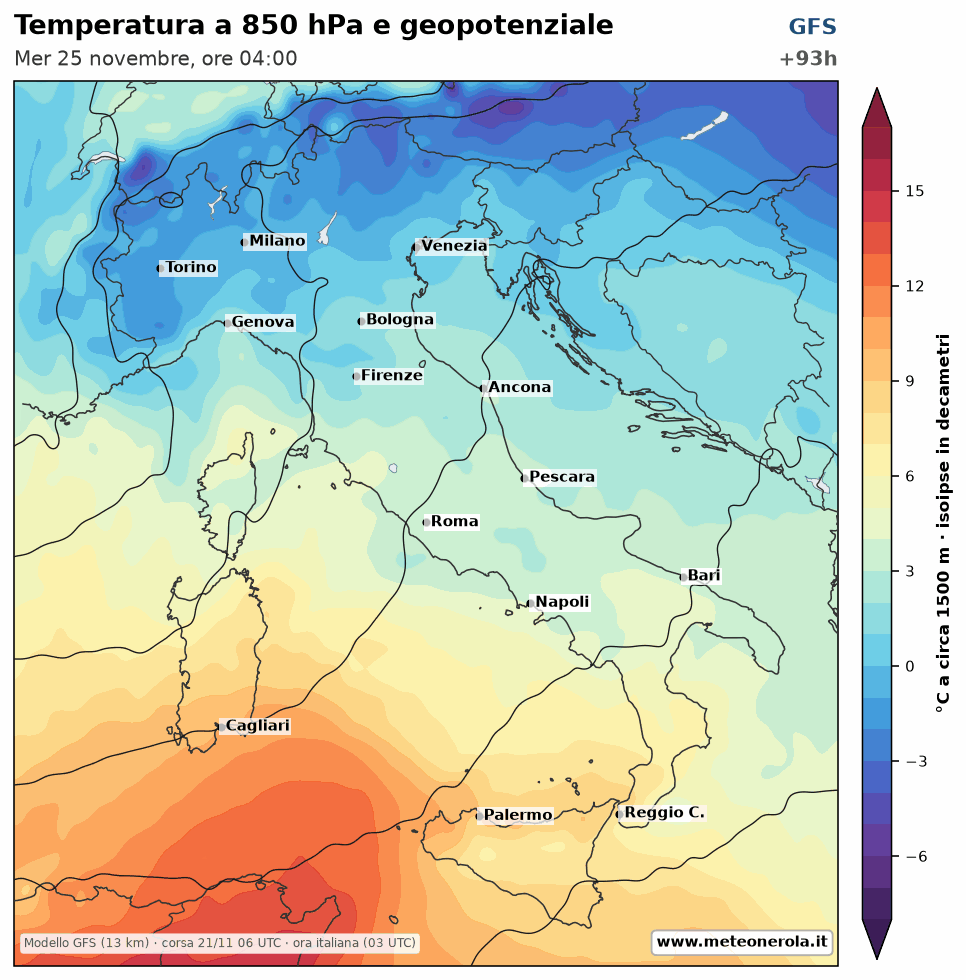 Temperatura a 850 hPa e geopotenziale
GFS
Mer 25 novembre, ore 04:00
+93h
Milano
Venezia
Torino
Genova
Bologna
Firenze
Ancona
Pescara
Roma
Bari
Napoli
Cagliari
Palermo
Reggio C.
15
12
9
6
3
0
−3
−6
°C a circa 1500 m · isoipse in decametri
Modello GFS (13 km) · corsa 21/11 06 UTC · ora italiana (03 UTC)
www.meteonerola.it